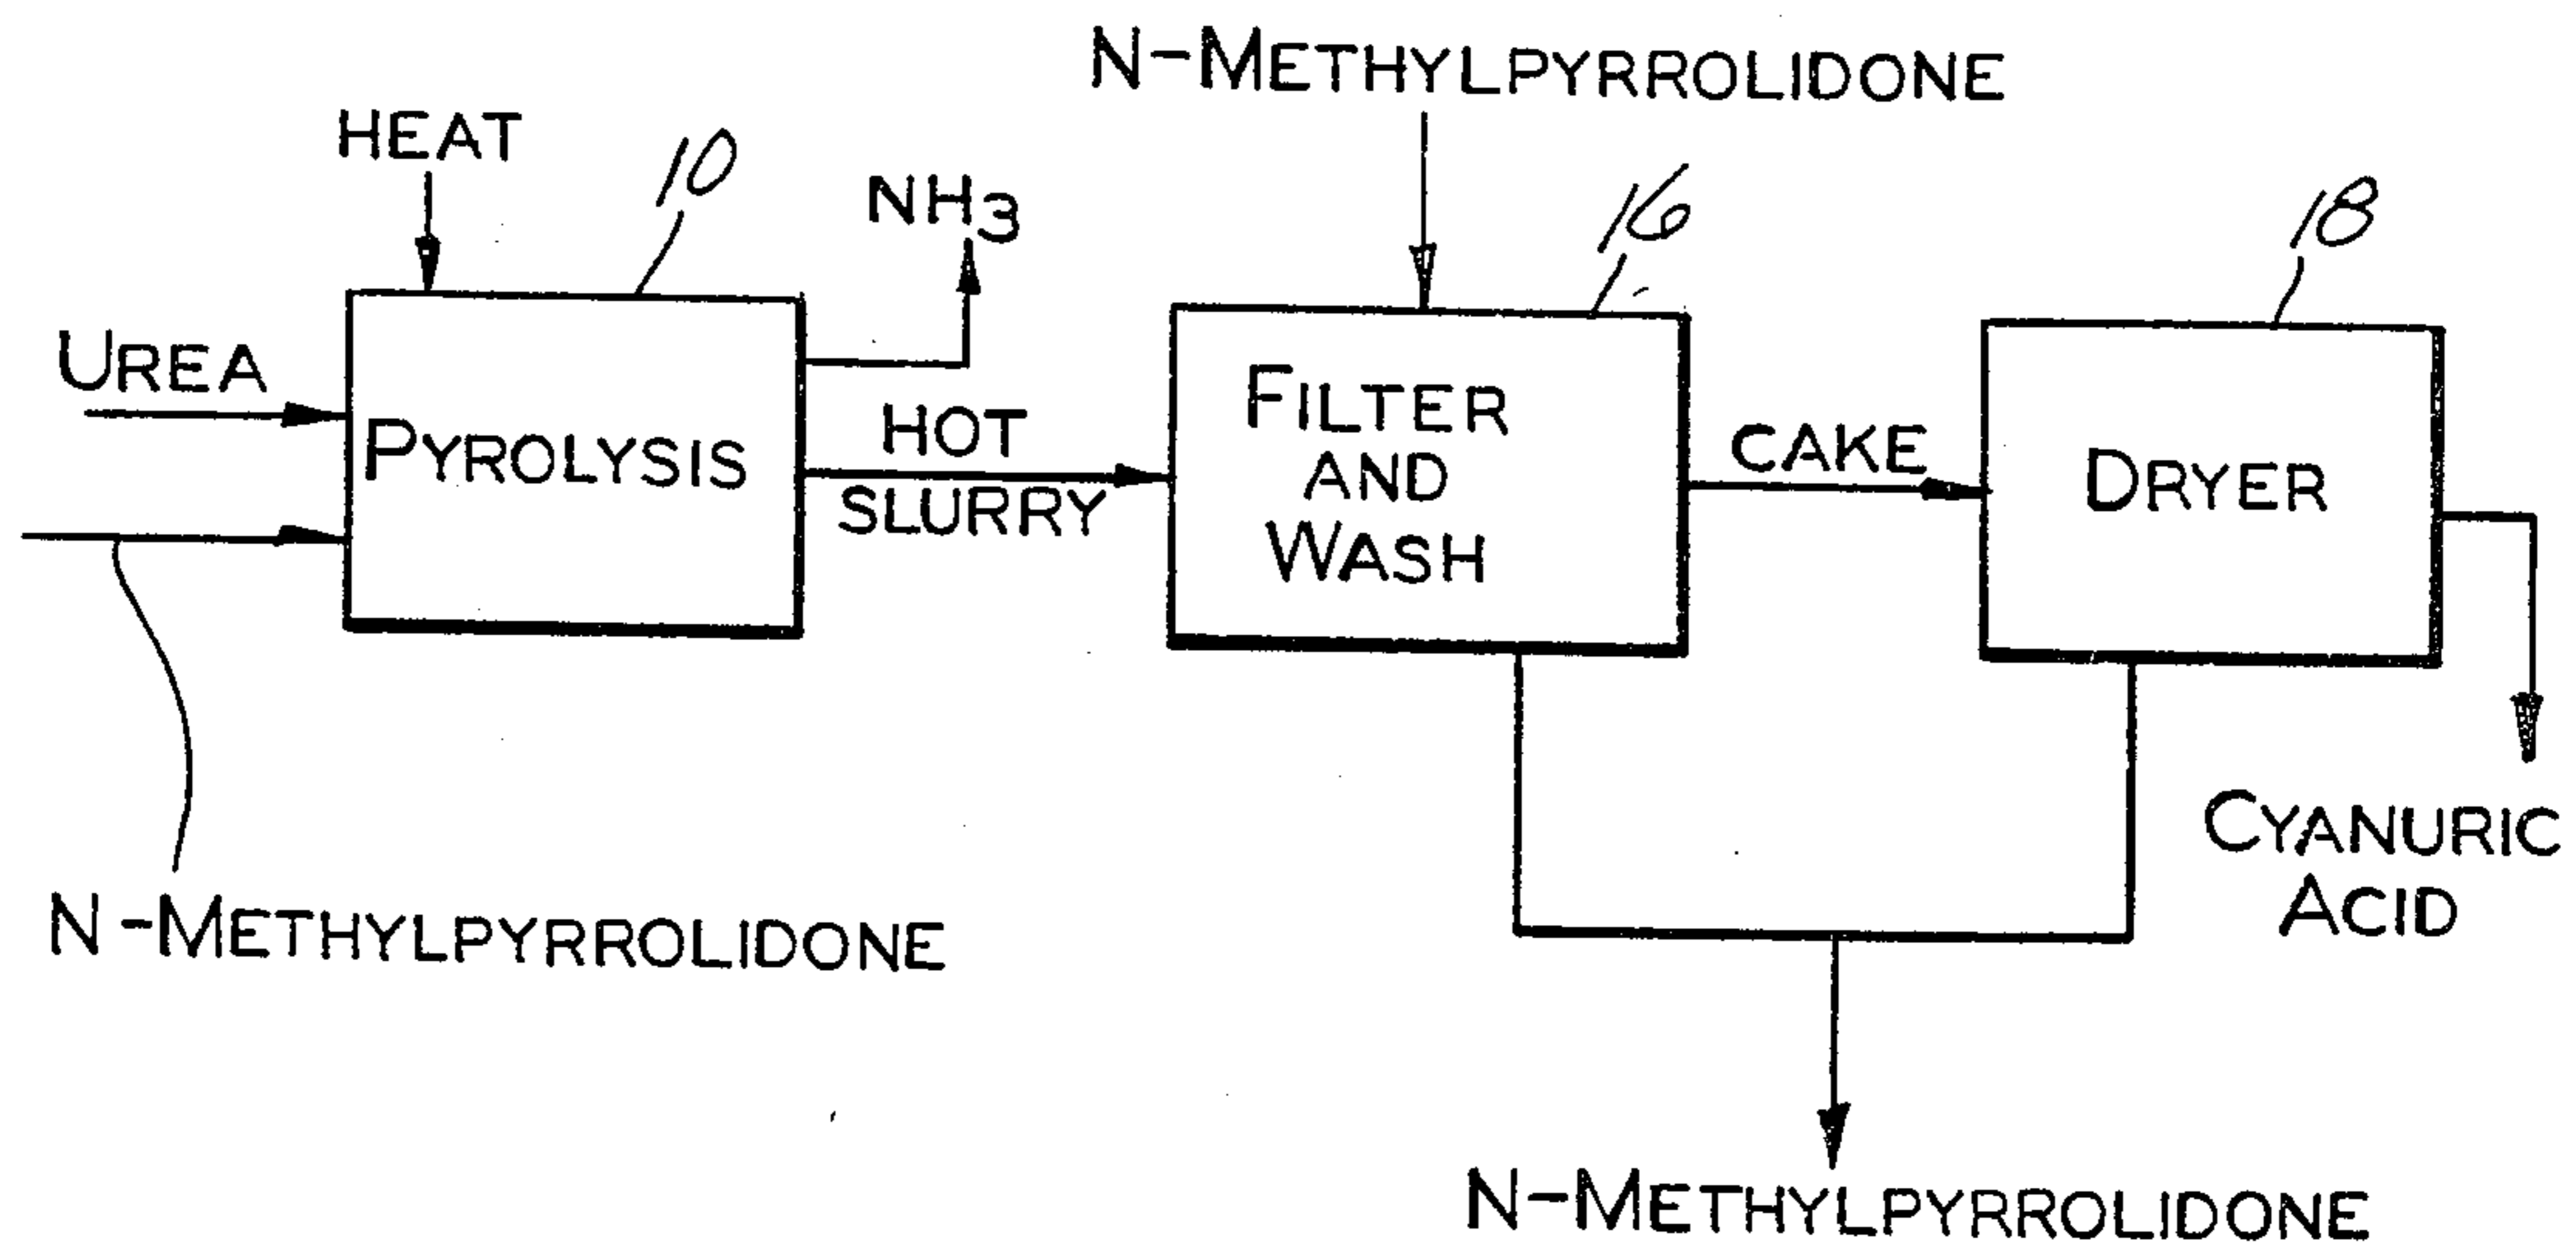 N-METHYLPYRROLIDONE
HEAT
10
NH3
16
18
UREA
PYROLYSIS
HOT
SLURRY
FILTER
AND
WASH
CAKE
DRYER
CYANURIC
ACID
N-METHYLPYRROLIDONE
N-METHYLPYRROLIDONE